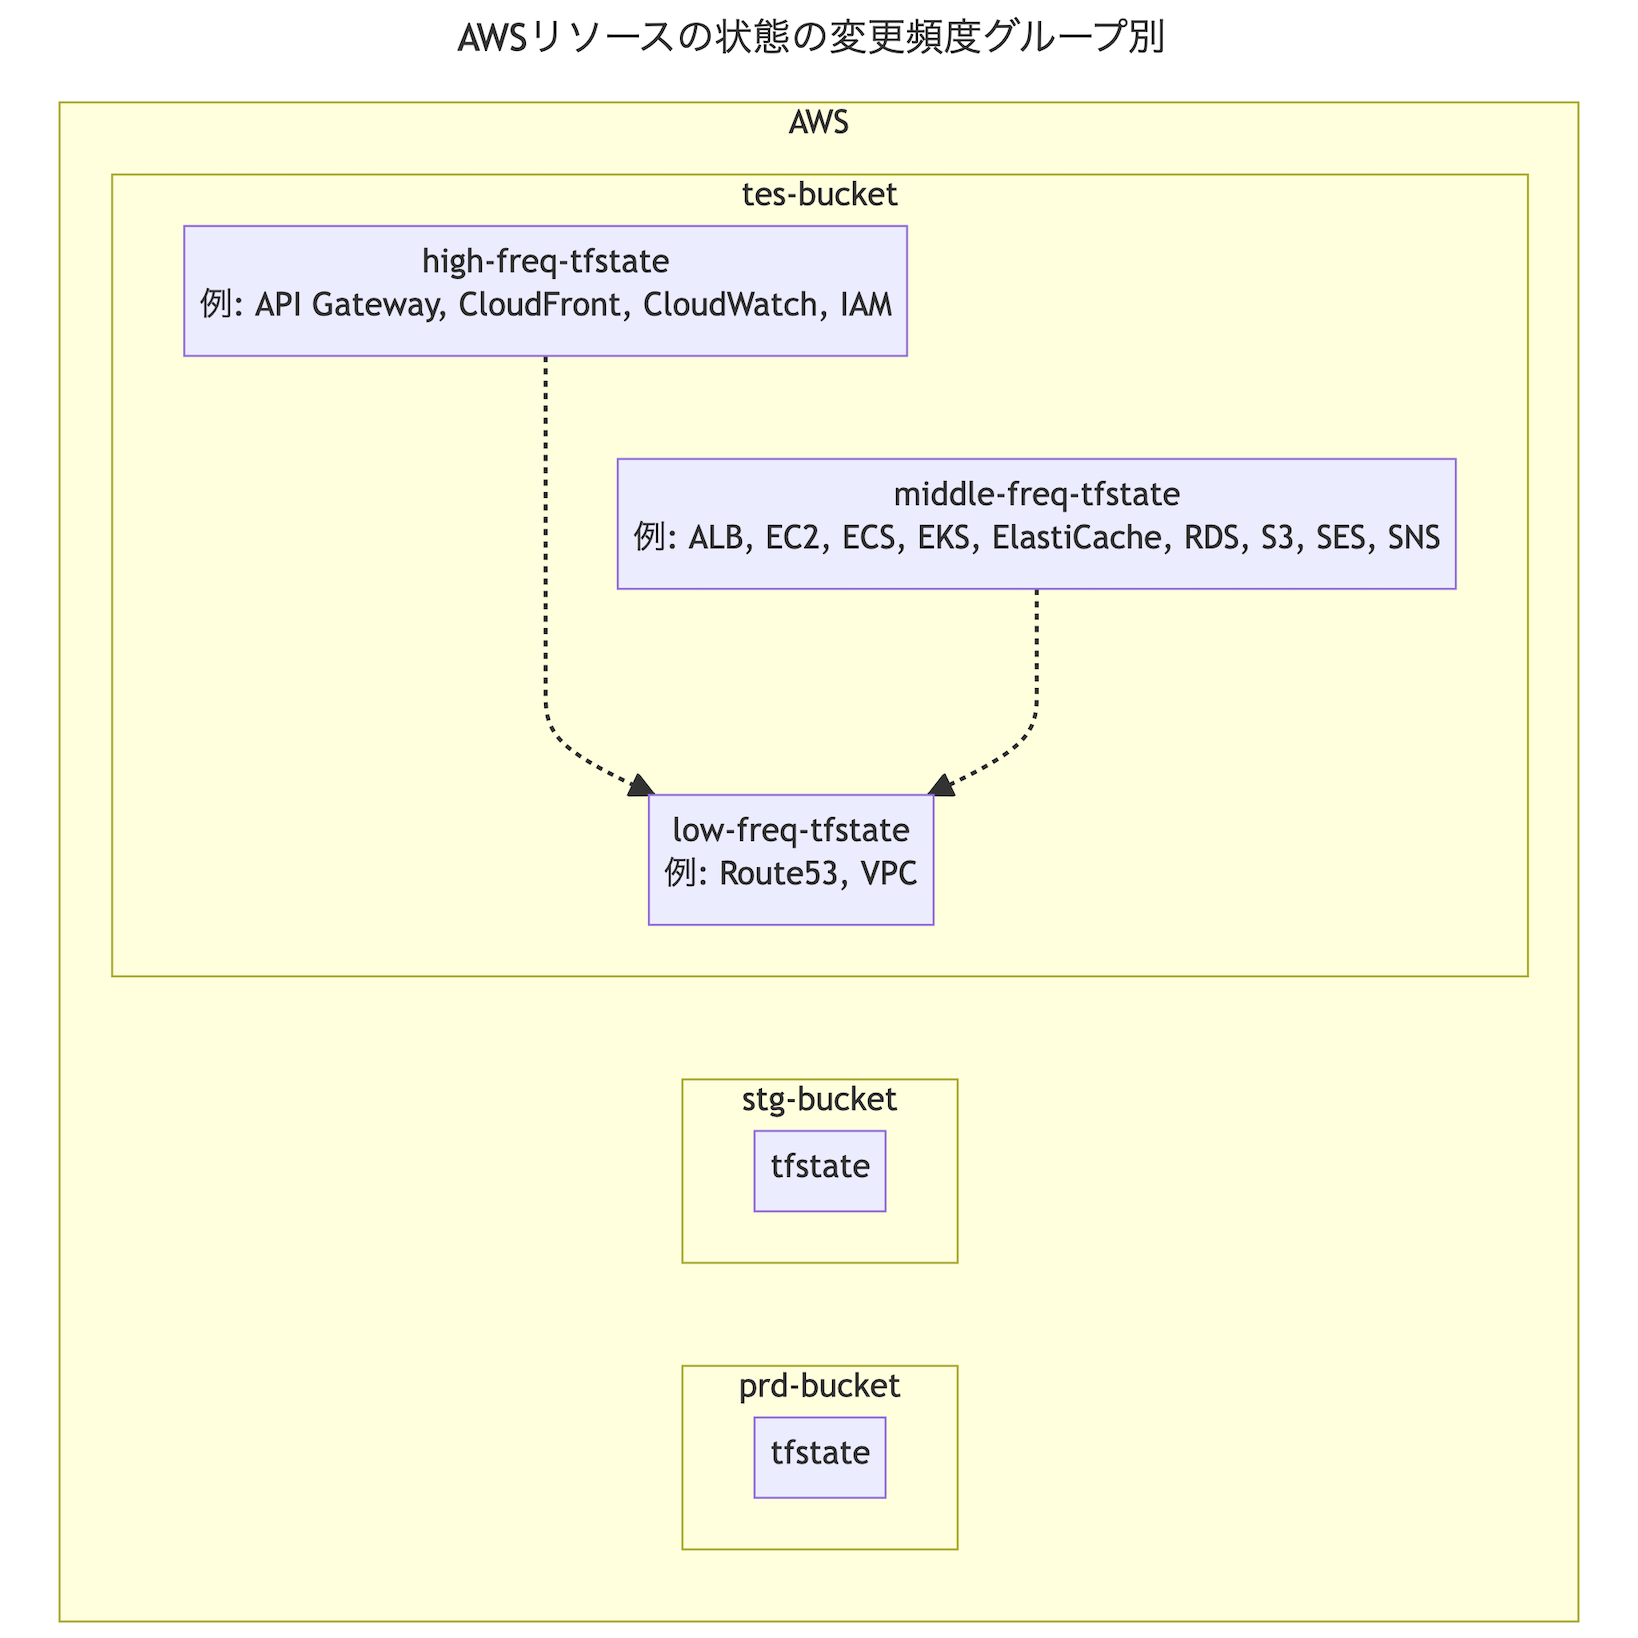 AWSリソースの状態の変更頻度グループ別
AWS
tes-bucket
high-freq-tfstate
例: API Gateway, CloudFront, CloudWatch, IAM
middle-freq-tfstate
例: ALB, EC2, ECS, EKS, ElastiCache, RDS, S3, SES, SNS
low-freq-tfstate
例: Route53, VPC
stg-bucket
tfstate
prd-bucket
tfstate